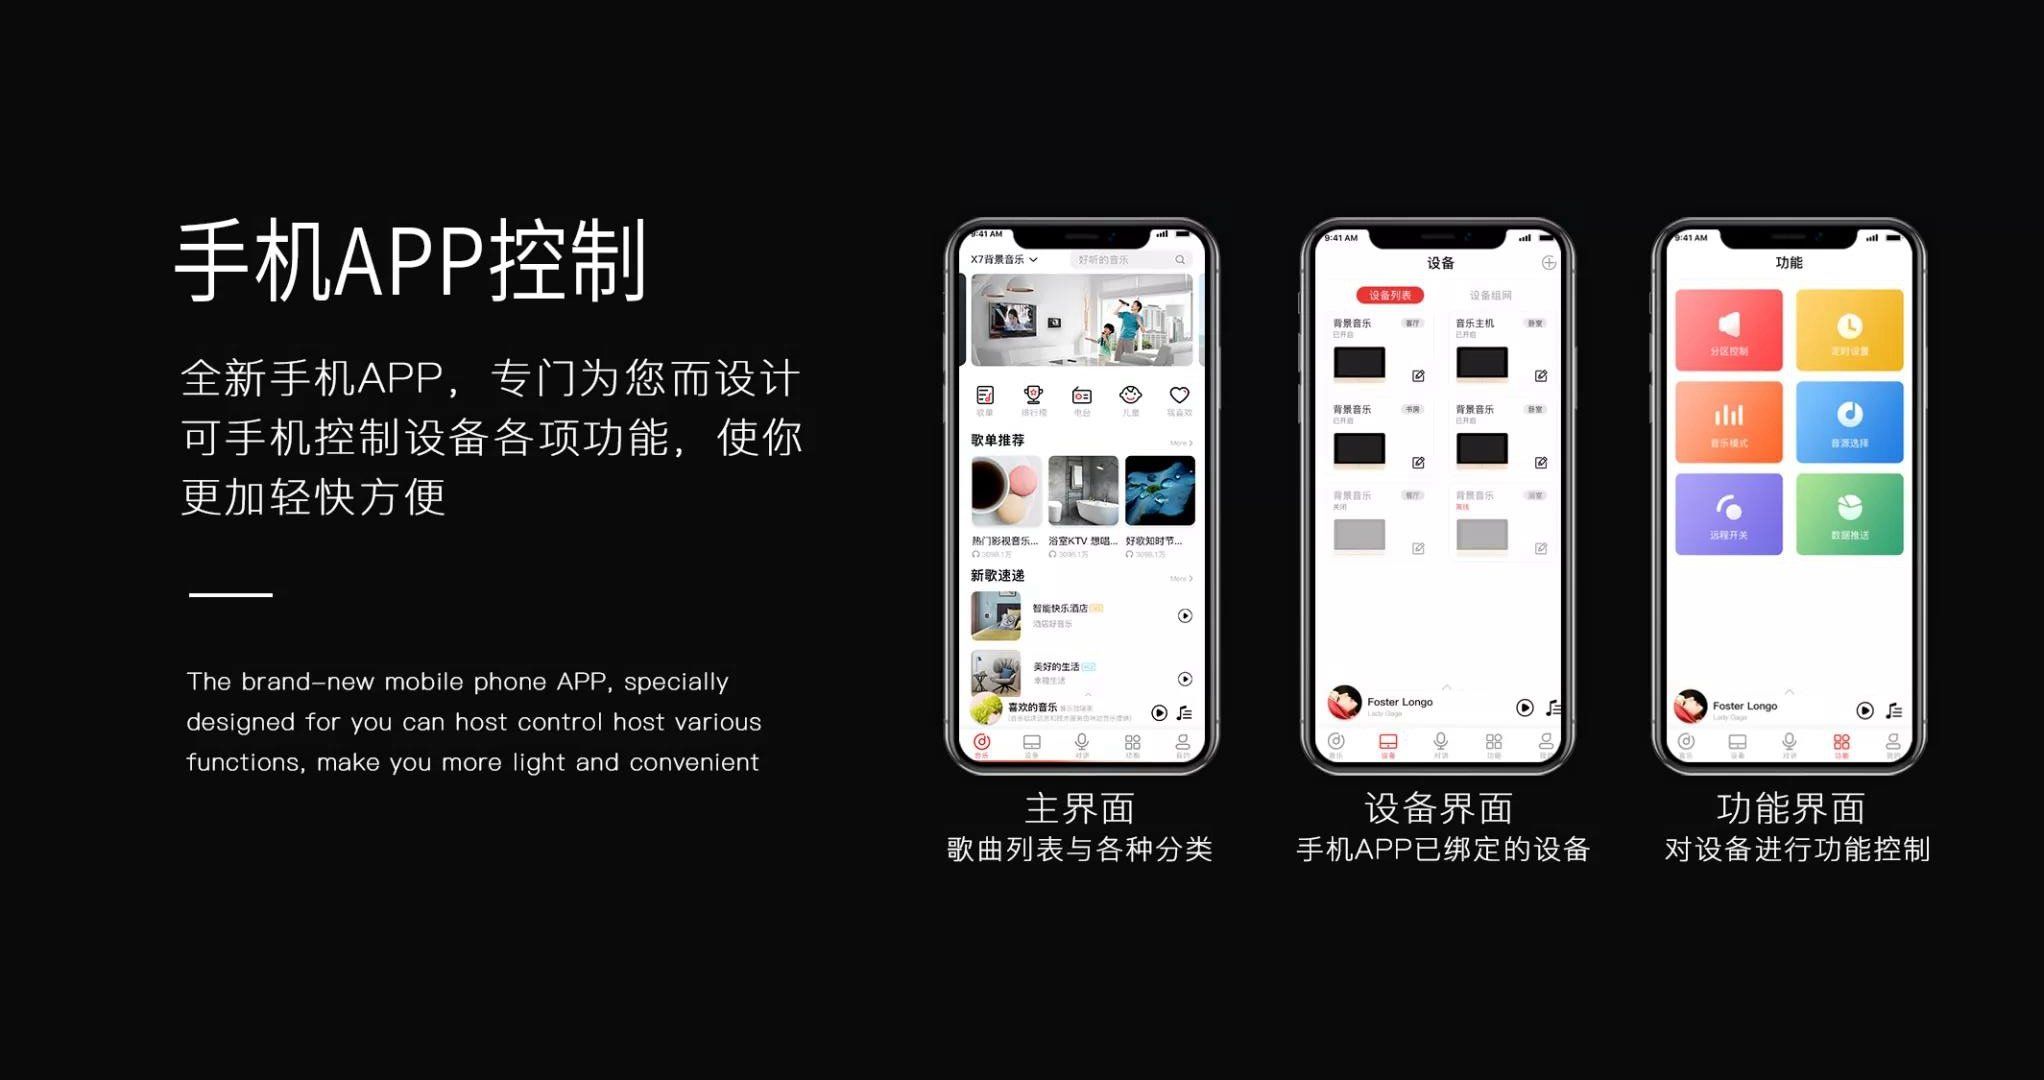 手机APP控制
全新手机APP，专门为您而设计
可手机控制设备各项功能，使你
更加轻快方便
The brand-new mobile phone APP, specially
designed for you can host control host various
functions, make you more light and convenient
9:41 AM
X7背景音乐
好听的音乐
歌单 排行榜 电台 儿童 我喜欢
歌单推荐 More
热门影视音乐... 浴室KTV 想唱... 好歌知时节...
3098.1万 3098.1万 3098.1万
新歌速递 More
智能快乐酒店
酒店好音乐
美好的生活
幸福生活
喜欢的音乐
音乐 设备 对讲 功能 我的
主界面
歌曲列表与各种分类
9:41 AM
设备
设备列表 设备组网
背景音乐 客厅 音乐主机 卧室
已开启 已开启
背景音乐 书房 背景音乐 卧室
已开启 已开启
背景音乐 客厅 背景音乐 浴室
关闭 离线
Foster Longo
Lady Gaga
音乐 设备 对讲 功能 我的
设备界面
手机APP已绑定的设备
9:41 AM
功能
分区控制 定时设置
音乐模式 音源选择
远程开关 数据推送
Foster Longo
Lady Gaga
音乐 设备 对讲 功能 我的
功能界面
对设备进行功能控制